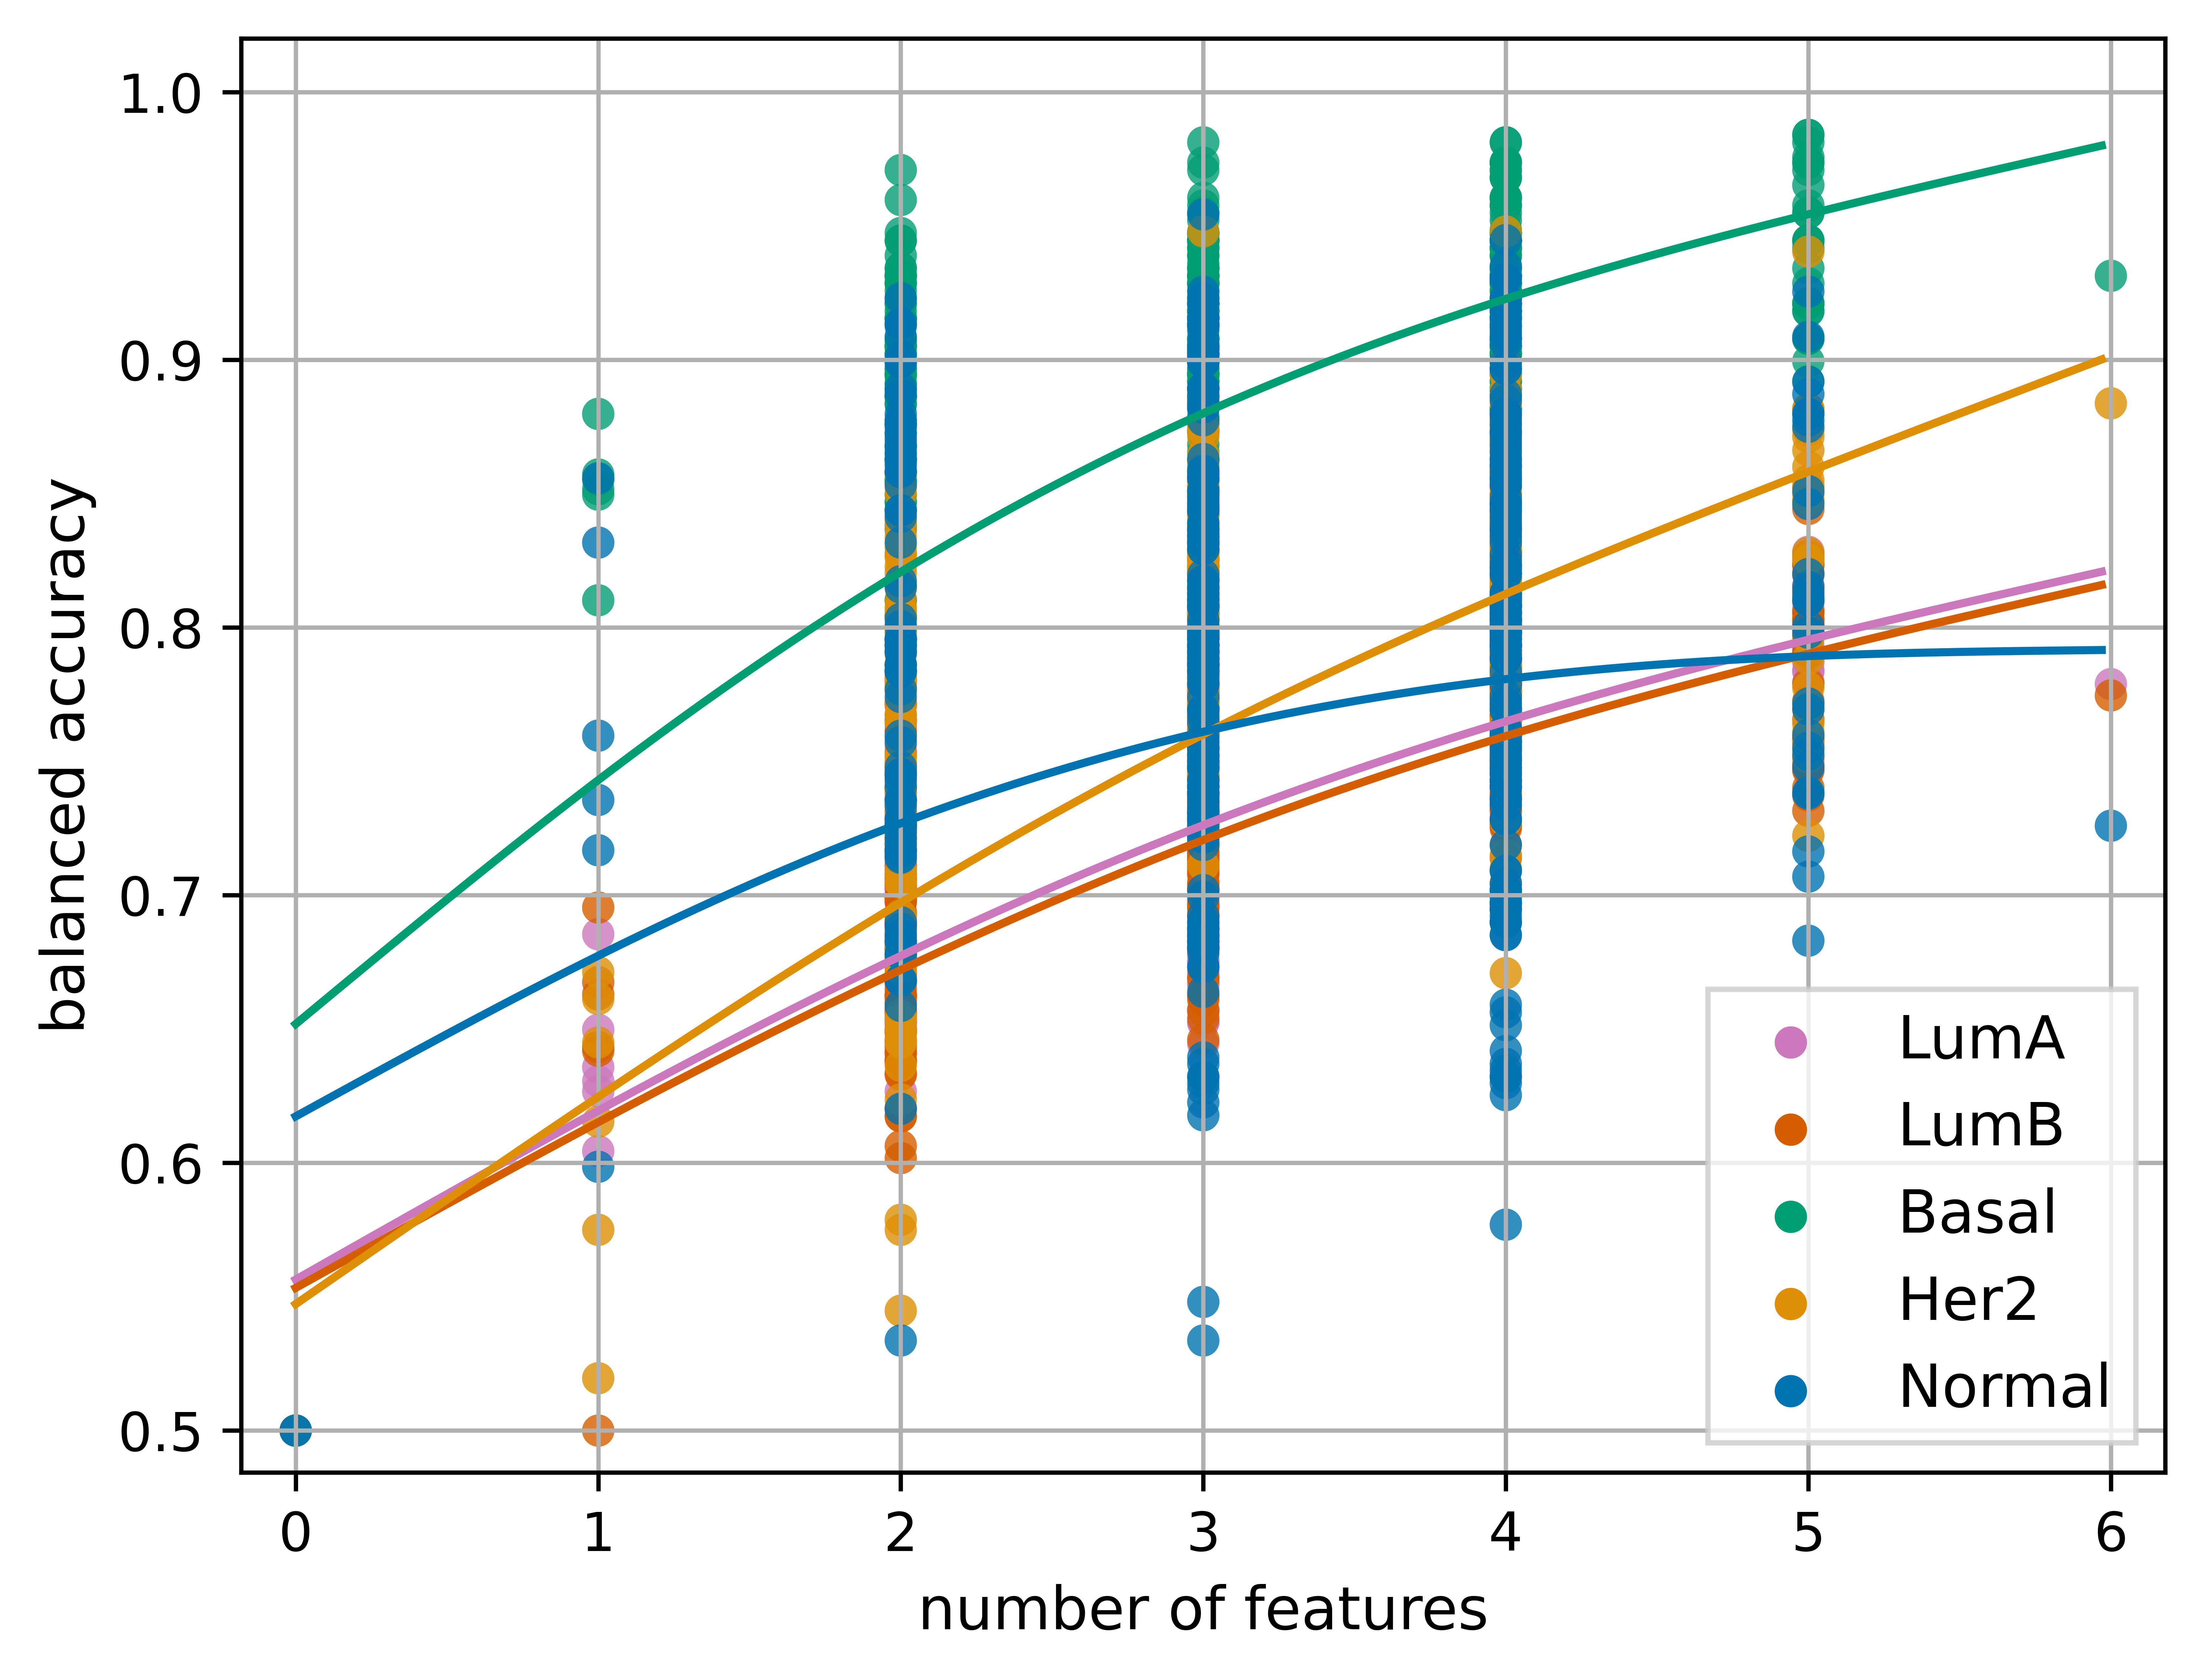 1.0
0.9
0.8
0.7
0.6
0.5
balanced accuracy
0 1 2 3 4 5 6
number of features
LumA
LumB
Basal
Her2
Normal